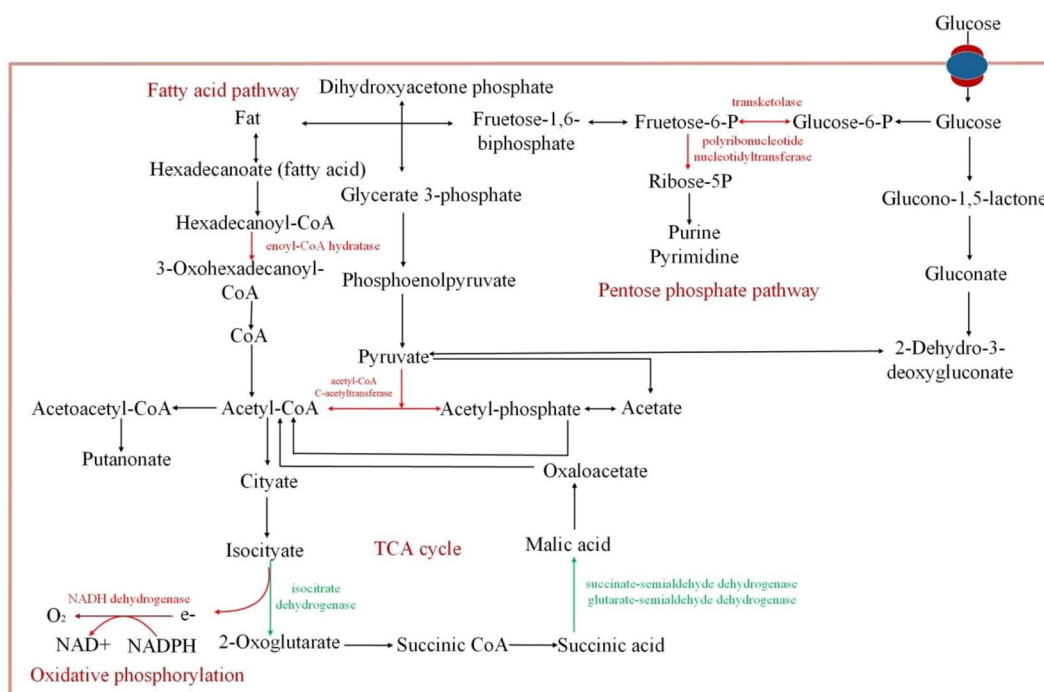 Glucose
Fatty acid pathway
Dihydroxyacetone phosphate
Fat
Fruetose-1,6-
biphosphate
Fruetose-6-P
transketolase
Glucose-6-P
Glucose
polyribonucleotide
nucleotidyltransferase
Hexadecanoate (fatty acid)
Glycerate 3-phosphate
Ribose-5P
Glucono-1,5-lactone
Hexadecanoyl-CoA
enoyl-CoA hydratase
Purine
Pyrimidine
3-Oxohexadecanoyl-
CoA
Phosphoenolpyruvate
Pentose phosphate pathway
Gluconate
CoA
Pyruvate
2-Dehydro-3-
deoxygluconate
acetyl-CoA
C-acetyltransferase
Acetoacetyl-CoA
Acetyl-CoA
Acetyl-phosphate
Acetate
Putanonate
Cityate
Oxaloacetate
Isocityate
TCA cycle
Malic acid
isocitrate
dehydrogenase
succinate-semialdehyde dehydrogenase
glutarate-semialdehyde dehydrogenase
NADH dehydrogenase
O₂
e-
NAD+
NADPH
2-Oxoglutarate
Succinic CoA
Succinic acid
Oxidative phosphorylation